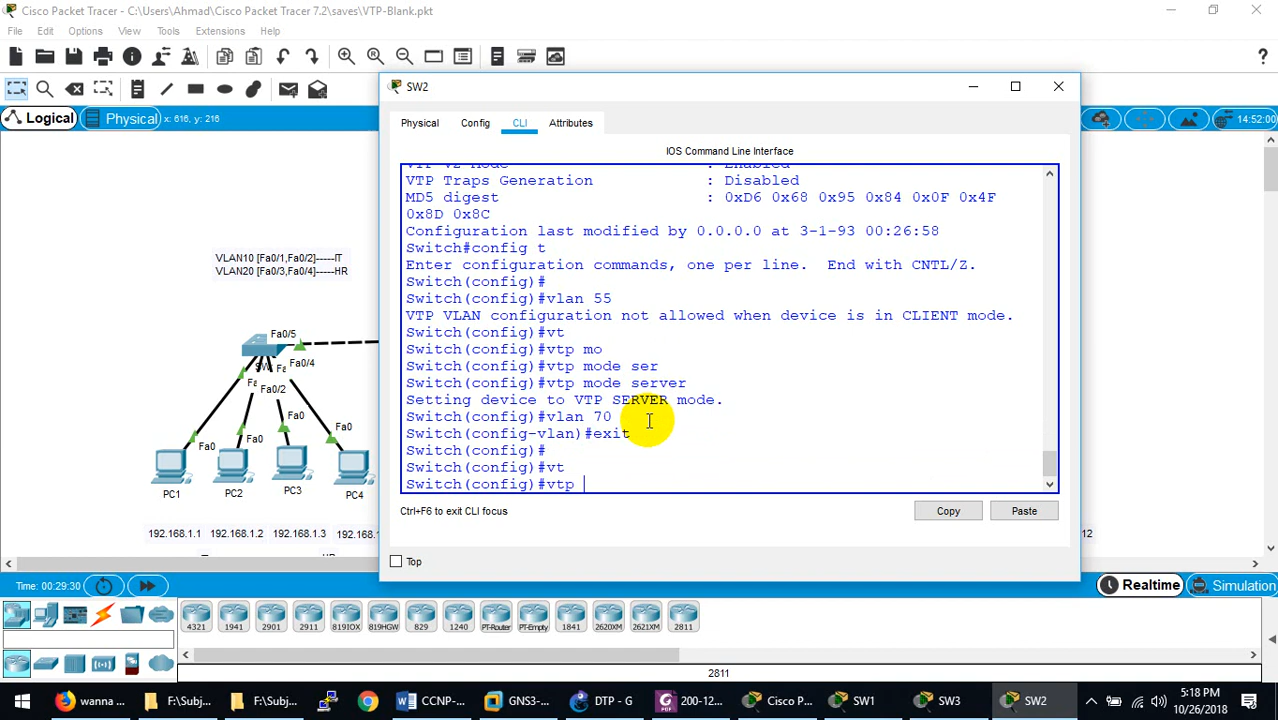 Cisco Packet Tracer - C:\Users\Ahmad\Cisco Packet Tracer 7.2\saves\VTP-Blank.pkt
File Edit Options View Tools Extensions Help
Logical Physical x: 616, y: 216
14:52:00
SW2
Physical Config CLI Attributes
IOS Command Line Interface
VTP Traps Generation : Disabled
MD5 digest : 0xD6 0x68 0x95 0x84 0x0F 0x4F
0x8D 0x8C
Configuration last modified by 0.0.0.0 at 3-1-93 00:26:58
Switch#config t
Enter configuration commands, one per line. End with CNTL/Z.
Switch(config)#
Switch(config)#vlan 55
VTP VLAN configuration not allowed when device is in CLIENT mode.
Switch(config)#vt
Switch(config)#vtp mo
Switch(config)#vtp mode ser
Switch(config)#vtp mode server
Setting device to VTP SERVER mode.
Switch(config)#vlan 70
Switch(config-vlan)#exit
Switch(config)#
Switch(config)#vt
Switch(config)#vtp
Ctrl+F6 to exit CLI focus
Copy Paste
Top
VLAN10 [Fa0/1,Fa0/2]-----IT
VLAN20 [Fa0/3,Fa0/4]-----HR
Fa0/5
Fa0/4
Fa0/2
Fa0 Fa0 Fa0 Fa0
PC1 PC2 PC3 PC4
192.168.1.1 192.168.1.2 192.168.1.3
12
Time: 00:29:30
Realtime Simulation
4321 1941 2901 2911 819IOX 819HGW 829 1240 PT-Router PT-Empty 1841 2620XM 2621XM 2811
2811
wanna ... F:\Subj... F:\Subj... CCNP-... GNS3-... DTP - G 200-12... Cisco P... SW1 SW3 SW2
5:18 PM
10/26/2018